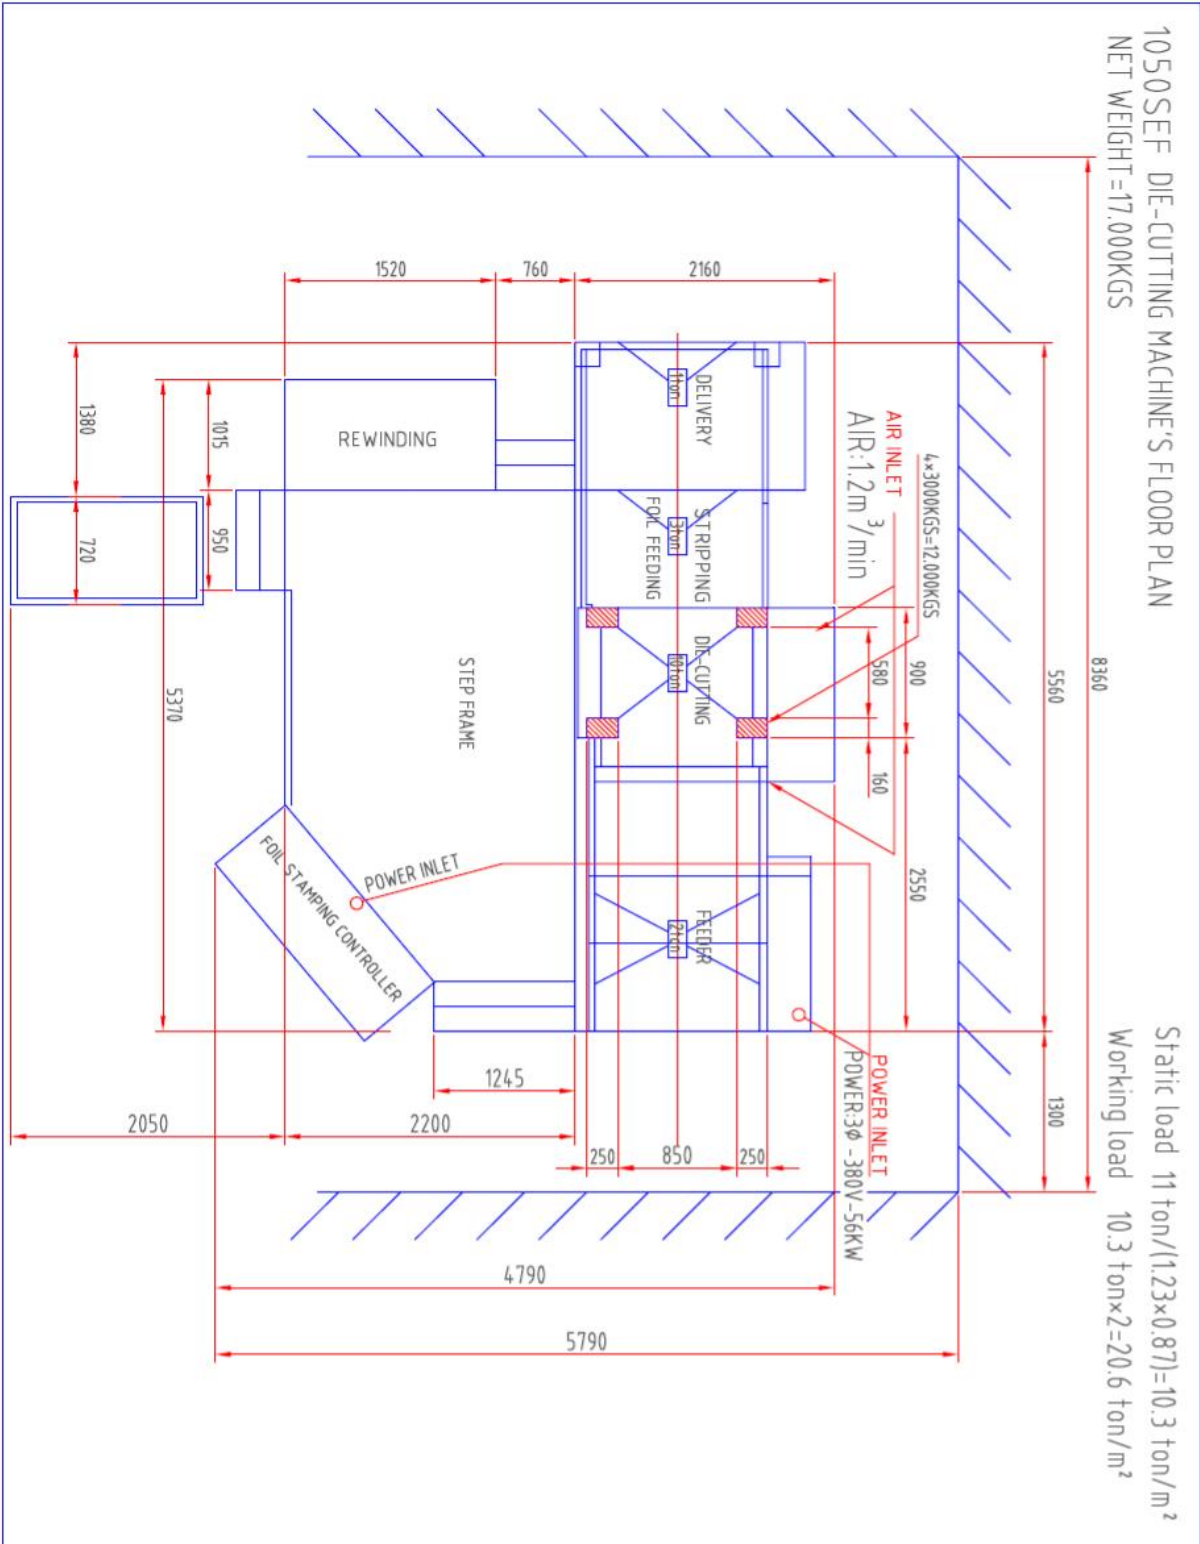 1050SEF DIE-CUTTING MACHINE'S FLOOR PLAN
NET WEIGHT=17.000KGS
Static load 11 ton/(1.23x0.87)=10.3 ton/m²
Working load 10.3 ton×2=20.6 ton/m²
8360
5560
1300
4×3000KGS=12.000KGS
AIR INLET
AIR:1.2m³/min
900
2550
580
160
POWER INLET
POWER:3Ø -380V-56KW
DELIVERY
STRIPPING
FOIL FEEDING
DIE-CUTTING
FEEDER
1ton
3ton
10ton
2ton
2160
760
1520
250
850
250
1245
2200
2050
4790
5790
REWINDING
STEP FRAME
POWER INLET
FOIL STAMPING CONTROLLER
1015
950
5370
1380
720